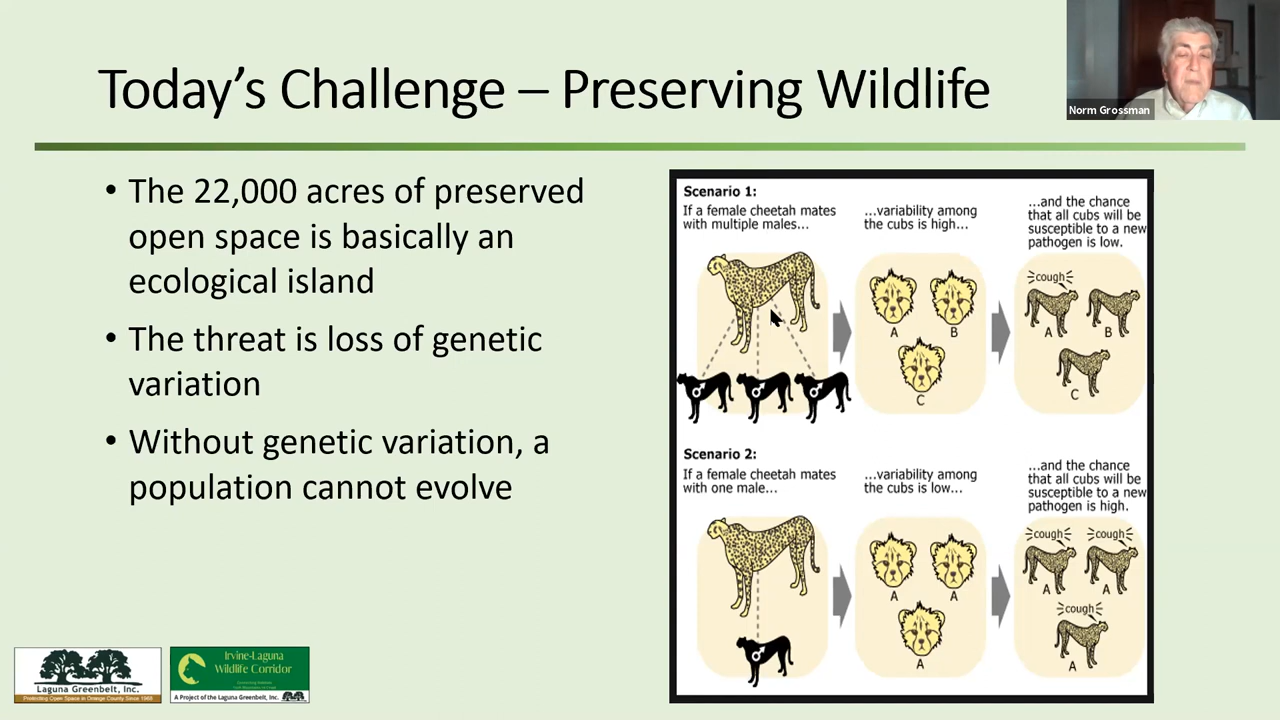 Today's Challenge – Preserving Wildlife
Norm Grossman
• The 22,000 acres of preserved
open space is basically an
ecological island
• The threat is loss of genetic
variation
• Without genetic variation, a
population cannot evolve
Scenario 1:
If a female cheetah mates
with multiple males...
...variability among
the cubs is high...
...and the chance
that all cubs will be
susceptible to a new
pathogen is low.
cough
A
B
C
A
B
C
Scenario 2:
If a female cheetah mates
with one male...
...variability among
the cubs is low...
...and the chance
that all cubs will be
susceptible to a new
pathogen is high.
cough
cough
A
A
A
A
A
cough
A
Laguna Greenbelt, Inc.
Protecting Open Space in Orange County Since 1968
Irvine-Laguna
Wildlife Corridor
A Project of the Laguna Greenbelt, Inc.